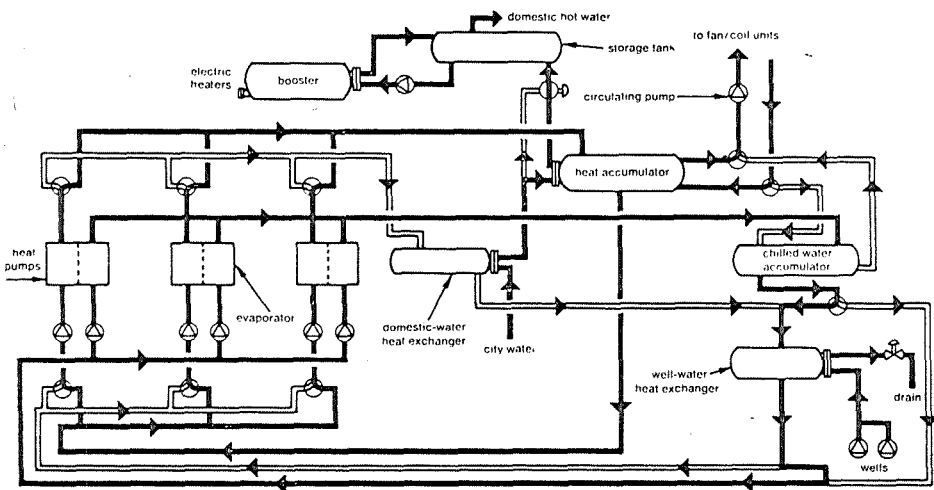 domestic hot water
storage tank
to fan/coil units
electric
heaters
booster
circulating pump
heat accumulator
heat
pumps
evaporator
chilled water
accumulator
domestic-water
heat exchanger
city water
well-water
heat exchanger
drain
wells